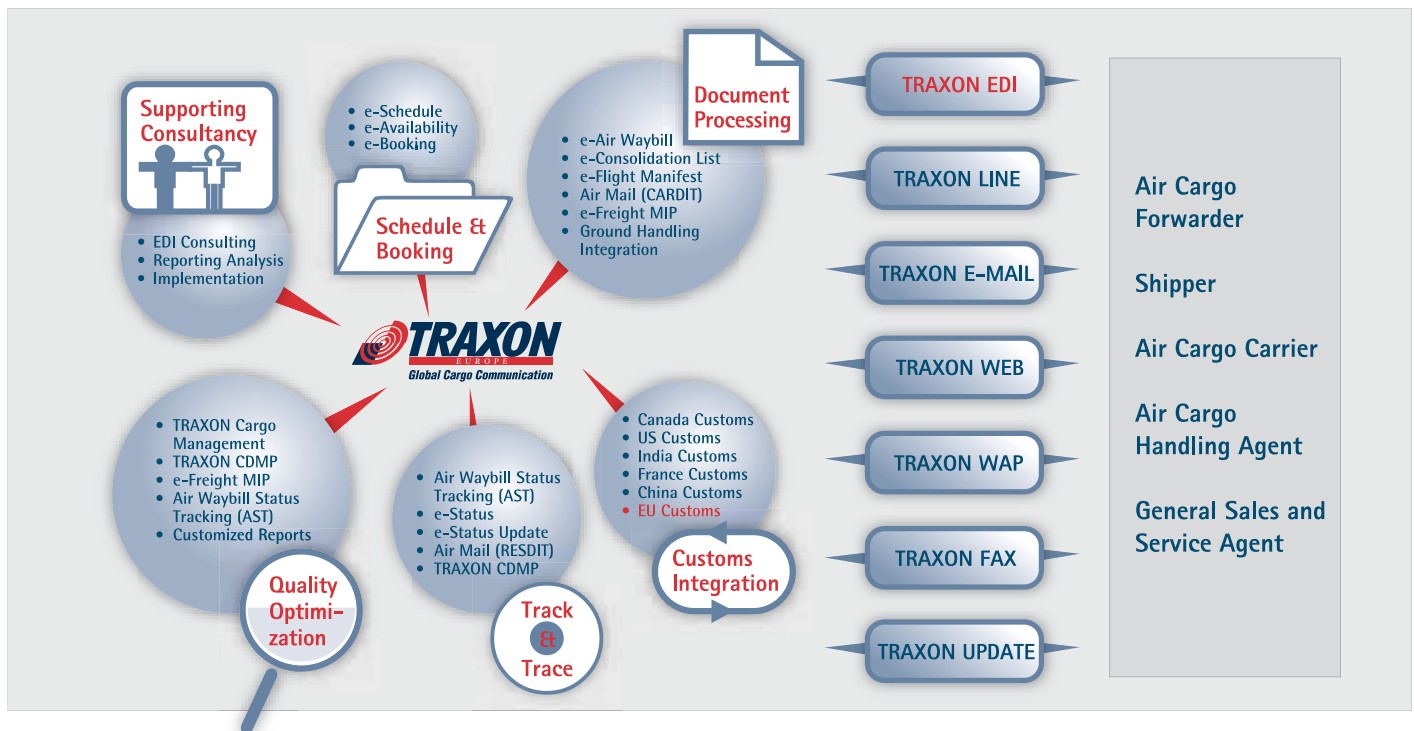 Supporting
Consultancy
• EDI Consulting
• Reporting Analysis
• Implementation
• e-Schedule
• e-Availability
• e-Booking
Schedule &
Booking
Document
Processing
• e-Air Waybill
• e-Consolidation List
• e-Flight Manifest
• Air Mail (CARDIT)
• e-Freight MIP
• Ground Handling
Integration
TRAXON
EUROPE
Global Cargo Communication
• TRAXON Cargo
Management
• TRAXON CDMP
• e-Freight MIP
• Air Waybill Status
Tracking (AST)
• Customized Reports
Quality
Optimi-
zation
• Air Waybill Status
Tracking (AST)
• e-Status
• e-Status Update
• Air Mail (RESDIT)
• TRAXON CDMP
Track
&
Trace
• Canada Customs
• US Customs
• India Customs
• France Customs
• China Customs
• EU Customs
Customs
Integration
TRAXON EDI
TRAXON LINE
TRAXON E-MAIL
TRAXON WEB
TRAXON WAP
TRAXON FAX
TRAXON UPDATE
Air Cargo
Forwarder
Shipper
Air Cargo Carrier
Air Cargo
Handling Agent
General Sales and
Service Agent